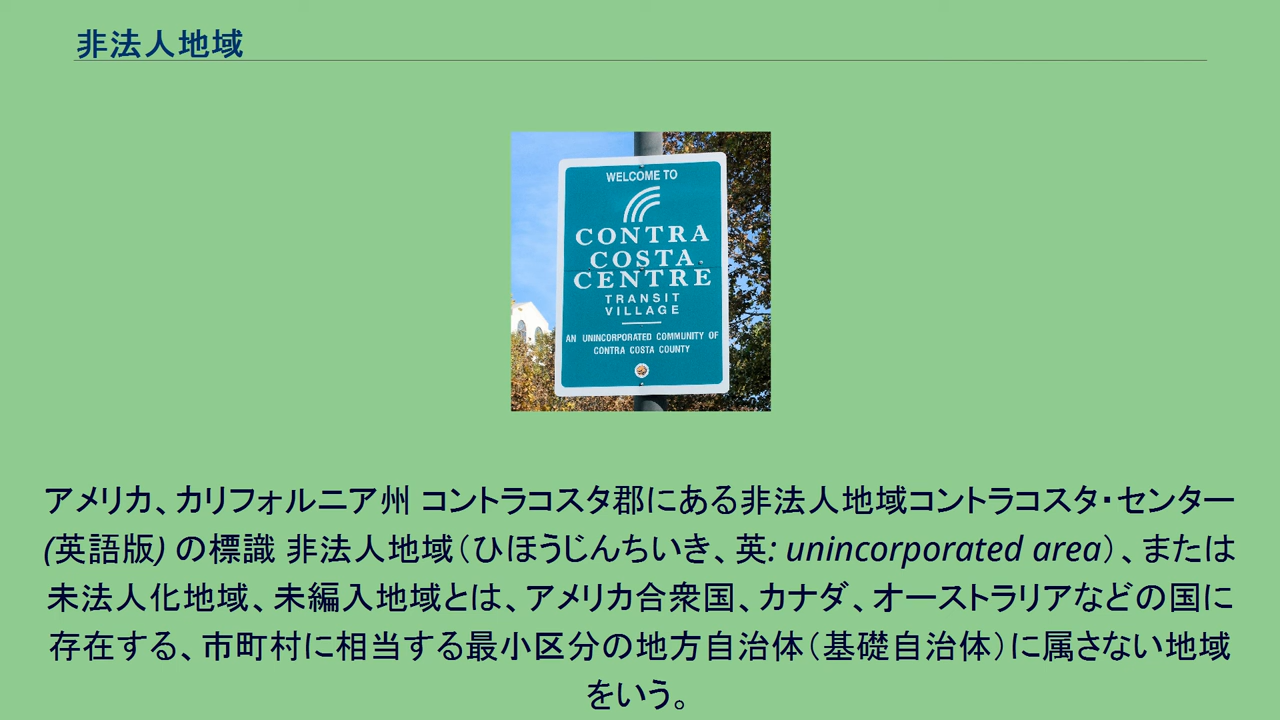 非法人地域
WELCOME TO
CONTRA
COSTA
CENTRE
TRANSIT
VILLAGE
AN UNINCORPORATED COMMUNITY OF
CONTRA COSTA COUNTY
アメリカ、カリフォルニア州 コントラコスタ郡にある非法人地域コントラコスタ・センター
(英語版) の標識 非法人地域（ひほうじんちいき、英: unincorporated area）、または
未法人化地域、未編入地域とは、アメリカ合衆国、カナダ、オーストラリアなどの国に
存在する、市町村に相当する最小区分の地方自治体（基礎自治体）に属さない地域
をいう。